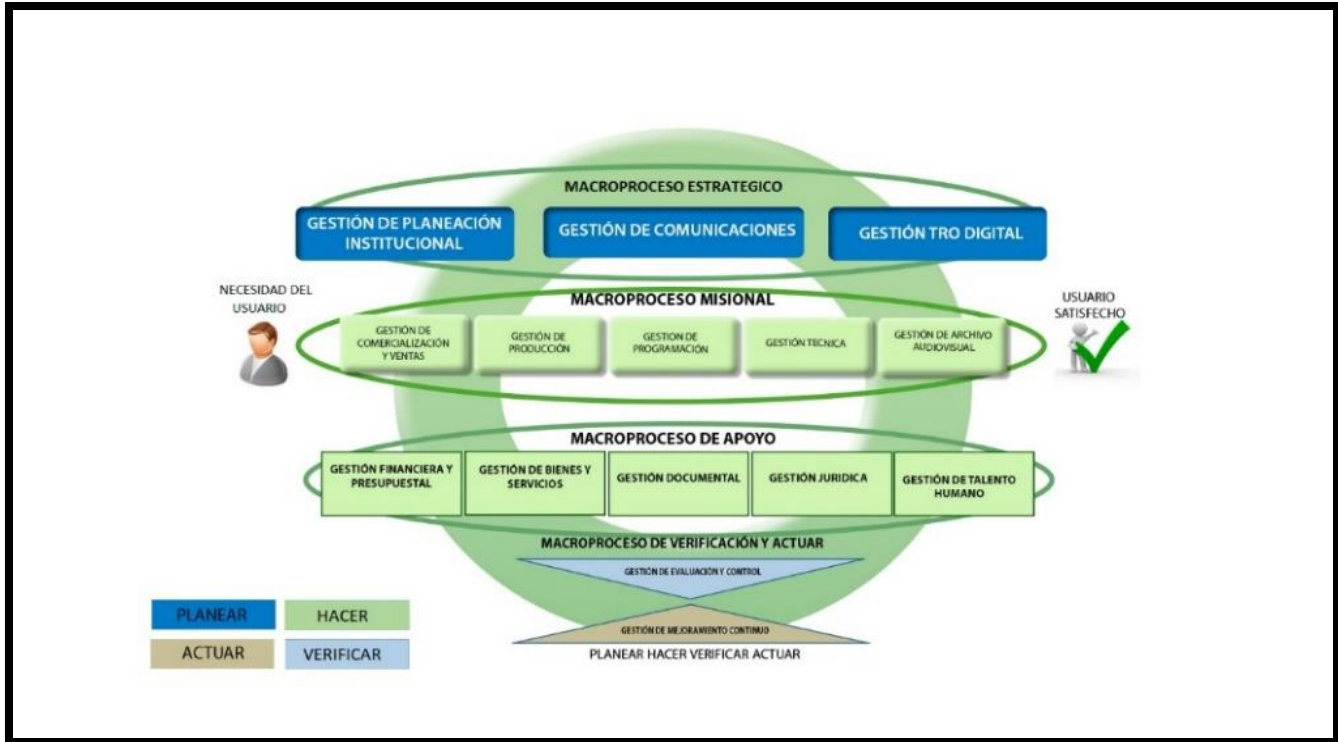 MACROPROCESO ESTRATEGICO
GESTIÓN DE PLANEACIÓN
INSTITUCIONAL
GESTIÓN DE COMUNICACIONES
GESTIÓN TRO DIGITAL
NECESIDAD DEL
USUARIO
MACROPROCESO MISIONAL
USUARIO
SATISFECHO
GESTIÓN DE
COMERCIALIZACIÓN
Y VENTAS
GESTIÓN DE
PRODUCCIÓN
GESTION DE
PROGRAMACIÓN
GESTIÓN TECNICA
GESTIÓN DE ARCHIVO
AUDIOVISUAL
MACROPROCESO DE APOYO
GESTIÓN FINANCIERA Y
PRESUPUESTAL
GESTIÓN DE BIENES Y
SERVICIOS
GESTIÓN DOCUMENTAL
GESTIÓN JURIDICA
GESTIÓN DE TALENTO
HUMANO
MACROPROCESO DE VERIFICACIÓN Y ACTUAR
GESTIÓN DE EVALUACIÓN Y CONTROL
GESTIÓN DE MEJORAMIENTO CONTINUO
PLANEAR HACER VERIFICAR ACTUAR
PLANEAR
HACER
ACTUAR
VERIFICAR